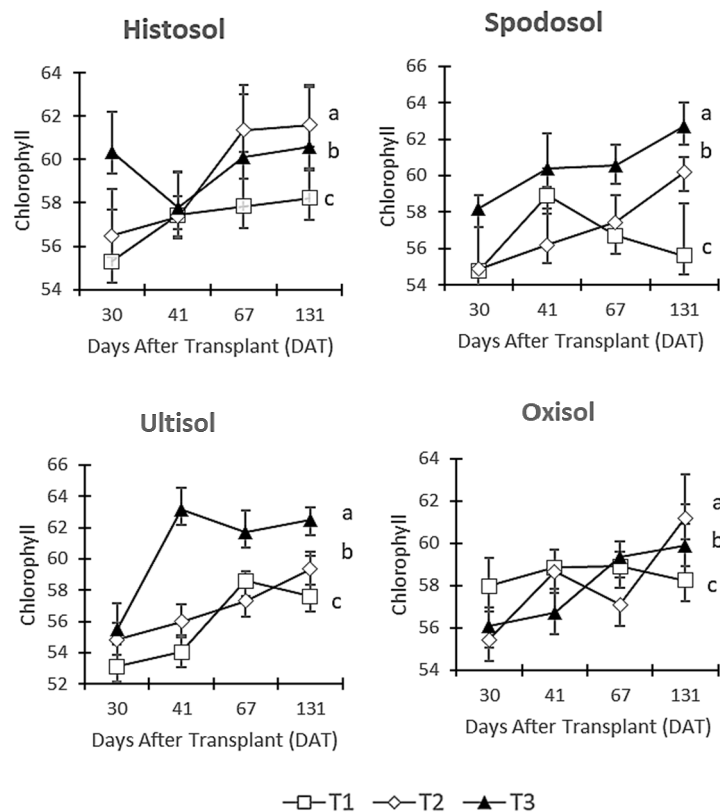 Histosol
Chlorophyll
64
62
60
58
56
54
a
b
c
30 41 67 131
Days After Transplant (DAT)
Spodosol
Chlorophyll
66
64
62
60
58
56
54
a
b
c
30 41 67 131
Days After Transplant (DAT)
Ultisol
Chlorophyll
66
64
62
60
58
56
54
52
a
b
c
30 41 67 131
Days After Transplant (DAT)
Oxisol
Chlorophyll
64
62
60
58
56
54
a
b
c
30 41 67 131
Days After Transplant (DAT)
T1 T2 T3